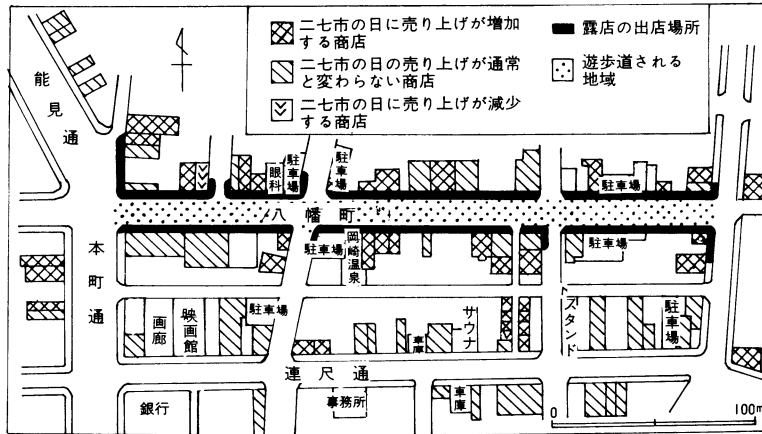 二七市の日に売り上げが増加
する商店
二七市の日の売り上げが通常
と変わらない商店
二七市の日に売り上げが減少
する商店
露店の出店場所
遊歩道される
地域
能見通
眼科
駐車場
駐車場
駐車場
八幡町
本町通
駐車場
岡崎温泉
駐車場
画廊
映画館
駐車場
車庫
サウナ
スタンド
駐車場
連尺通
銀行
事務所
車庫
0
100m